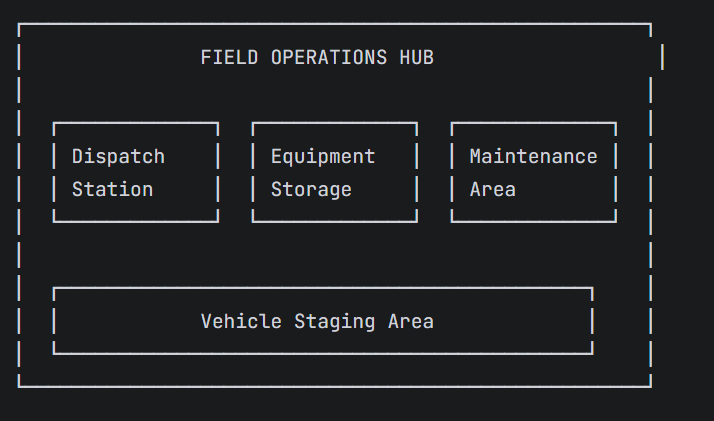 FIELD OPERATIONS HUB
Dispatch Station
Equipment Storage
Maintenance Area
Vehicle Staging Area